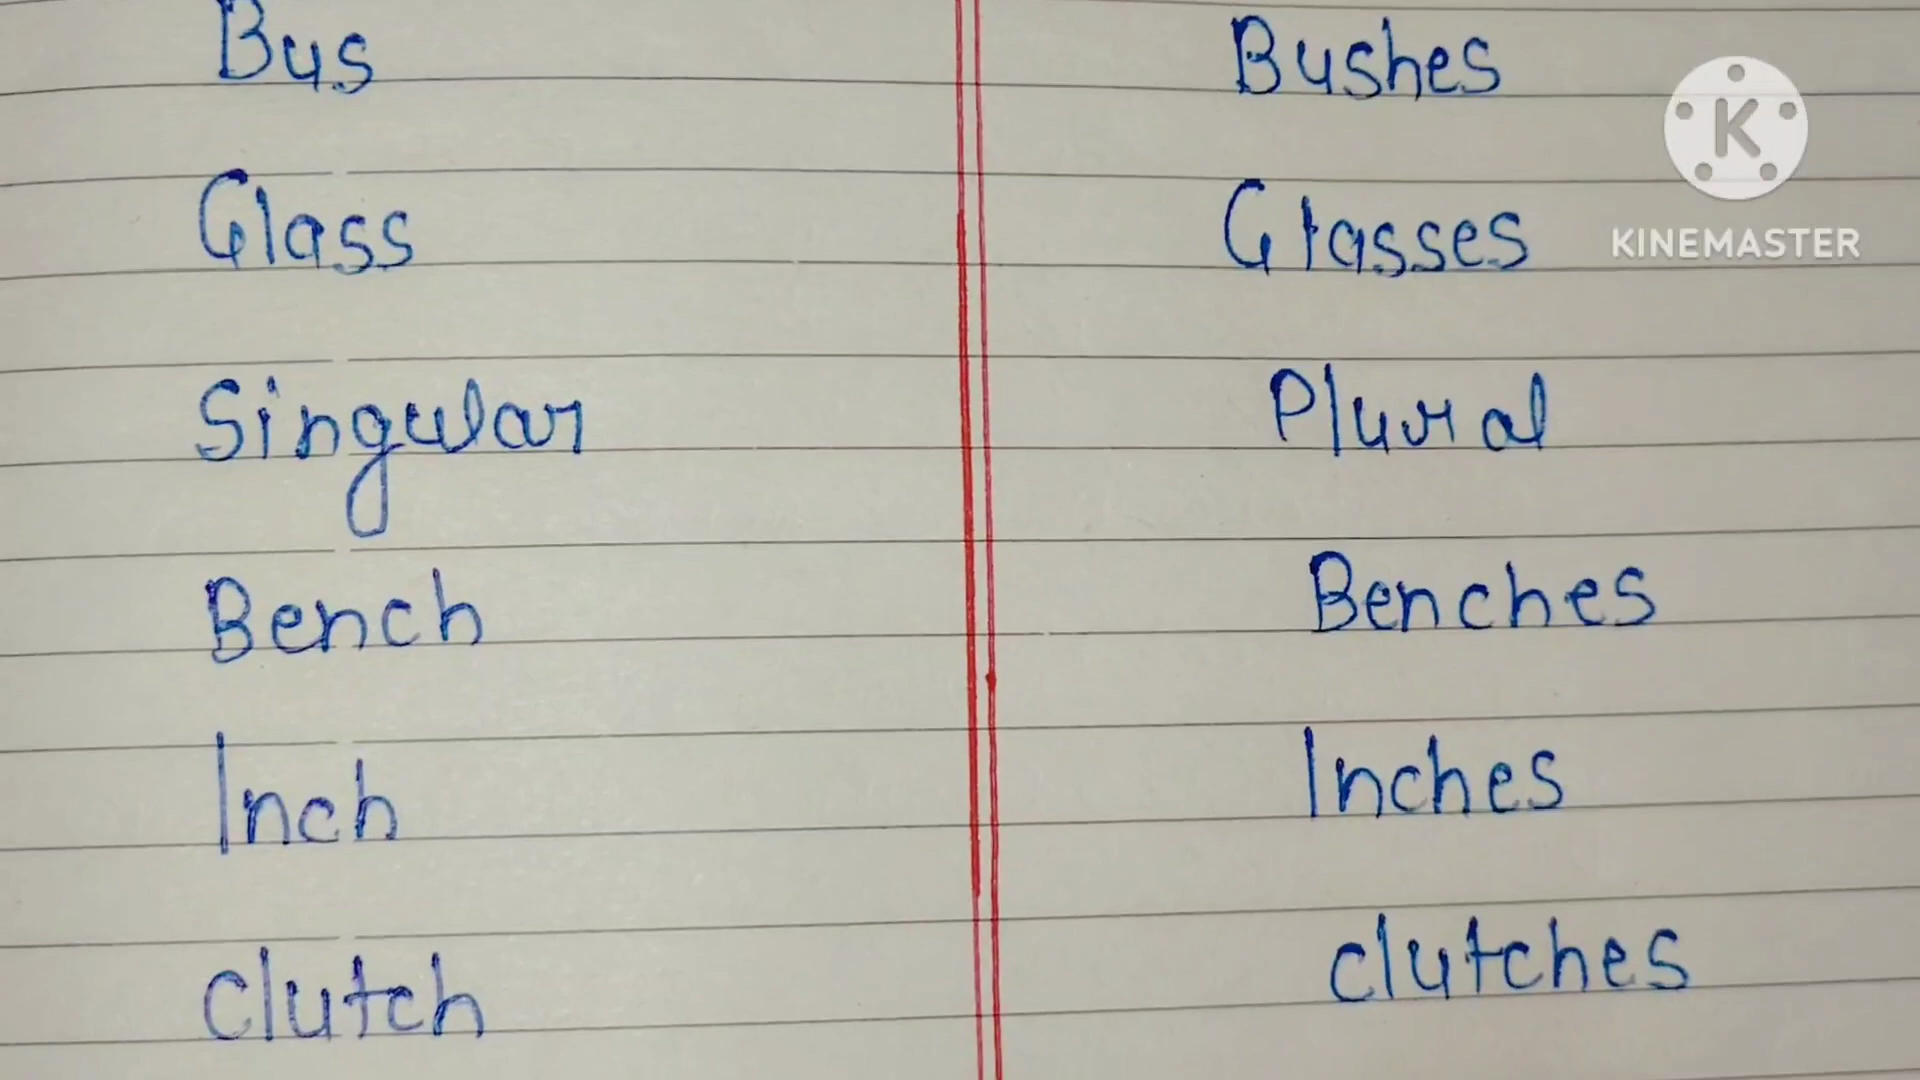 Bus Bushes
Glass Glasses
KINEMASTER
Singular Plural
Bench Benches
Inch Inches
Clutch Clutches